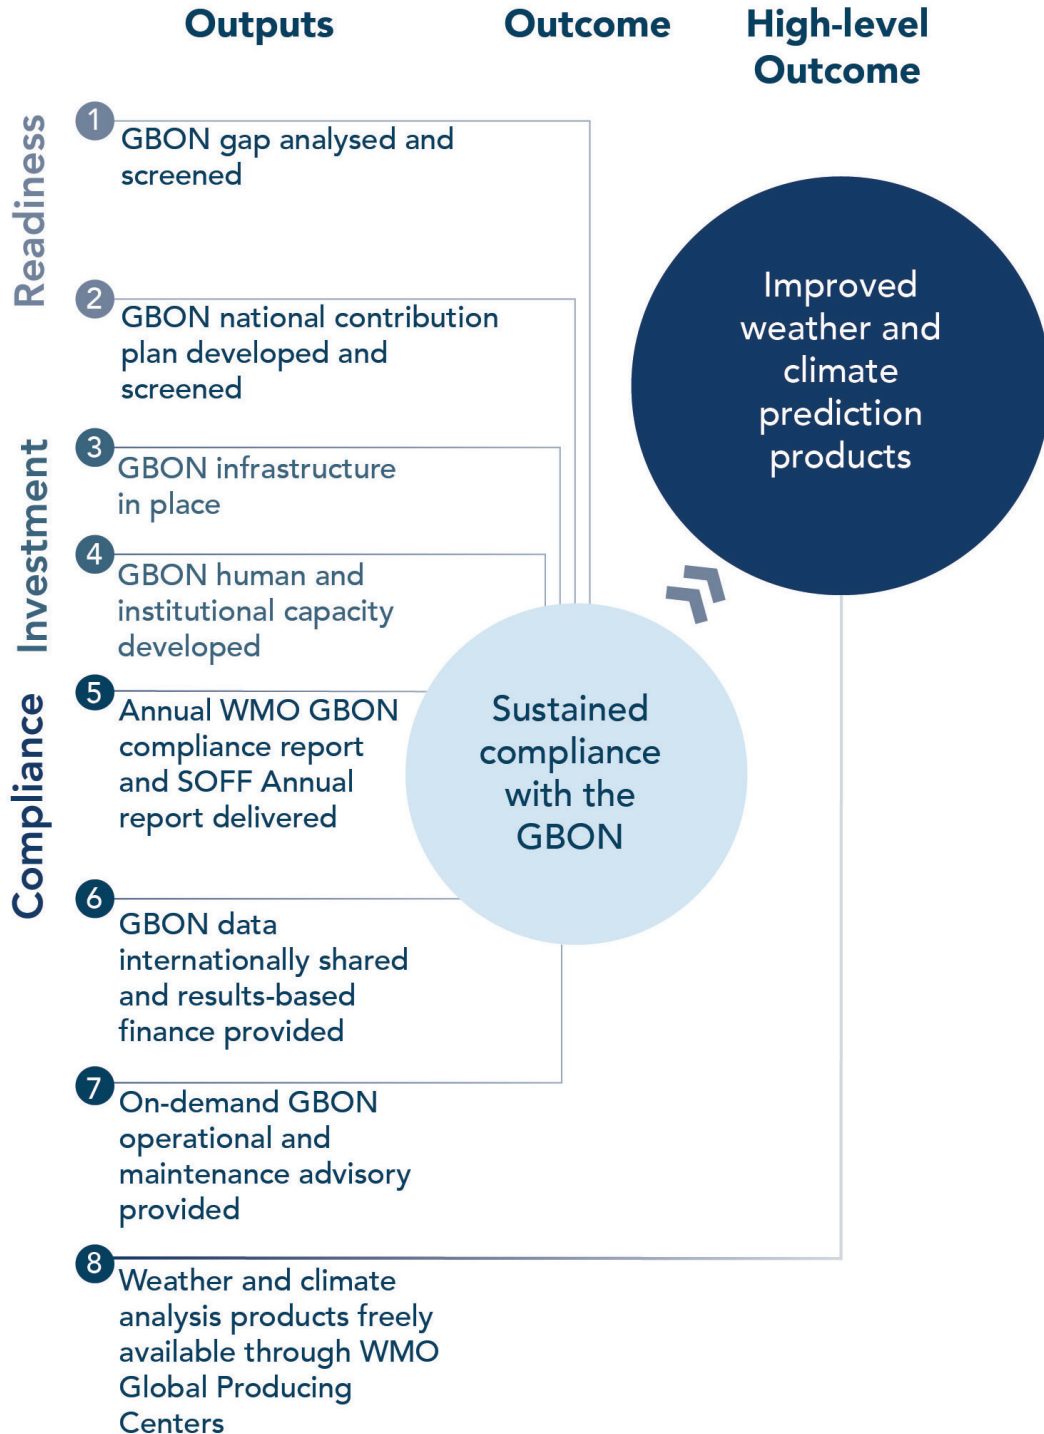 Outputs
Outcome
High-level
Outcome
Readiness
1
GBON gap analysed and
screened
2
GBON national contribution
plan developed and
screened
Investment
3
GBON infrastructure
in place
4
GBON human and
institutional capacity
developed
Compliance
5
Annual WMO GBON
compliance report
and SOFF Annual
report delivered
6
GBON data
internationally shared
and results-based
finance provided
7
On-demand GBON
operational and
maintenance advisory
provided
8
Weather and climate
analysis products freely
available through WMO
Global Producing
Centers
Sustained
compliance
with the
GBON
Improved
weather and
climate
prediction
products